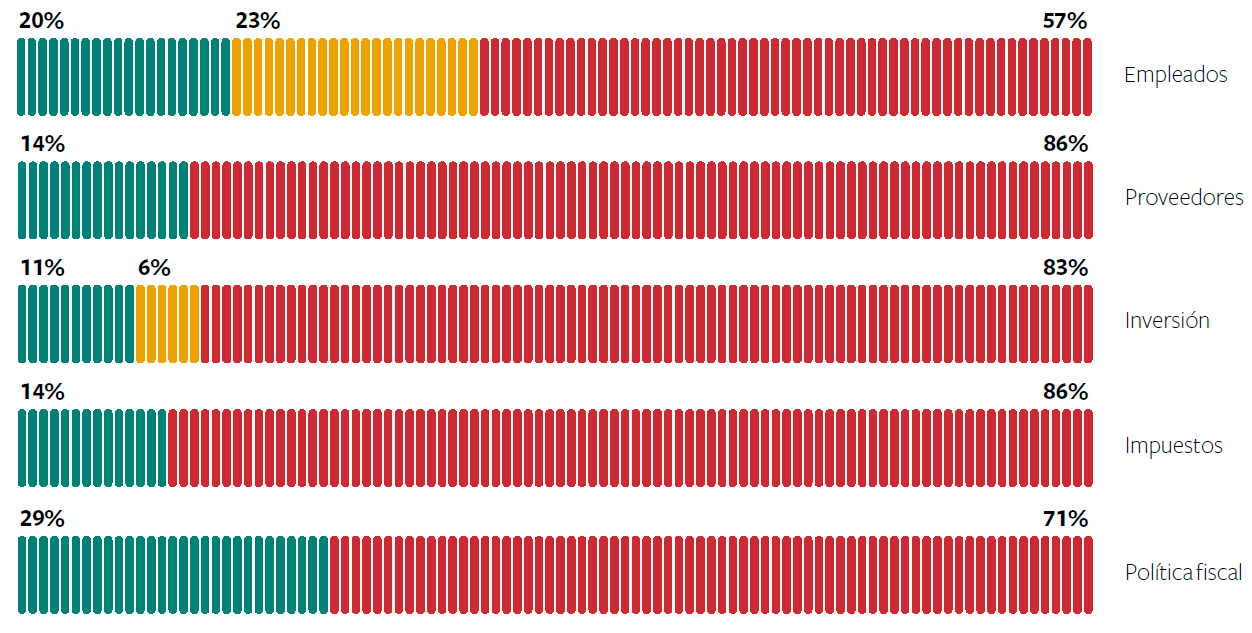 20% 23% 57%
Empleados
14% 86%
Proveedores
11% 6% 83%
Inversión
14% 86%
Impuestos
29% 71%
Política fiscal